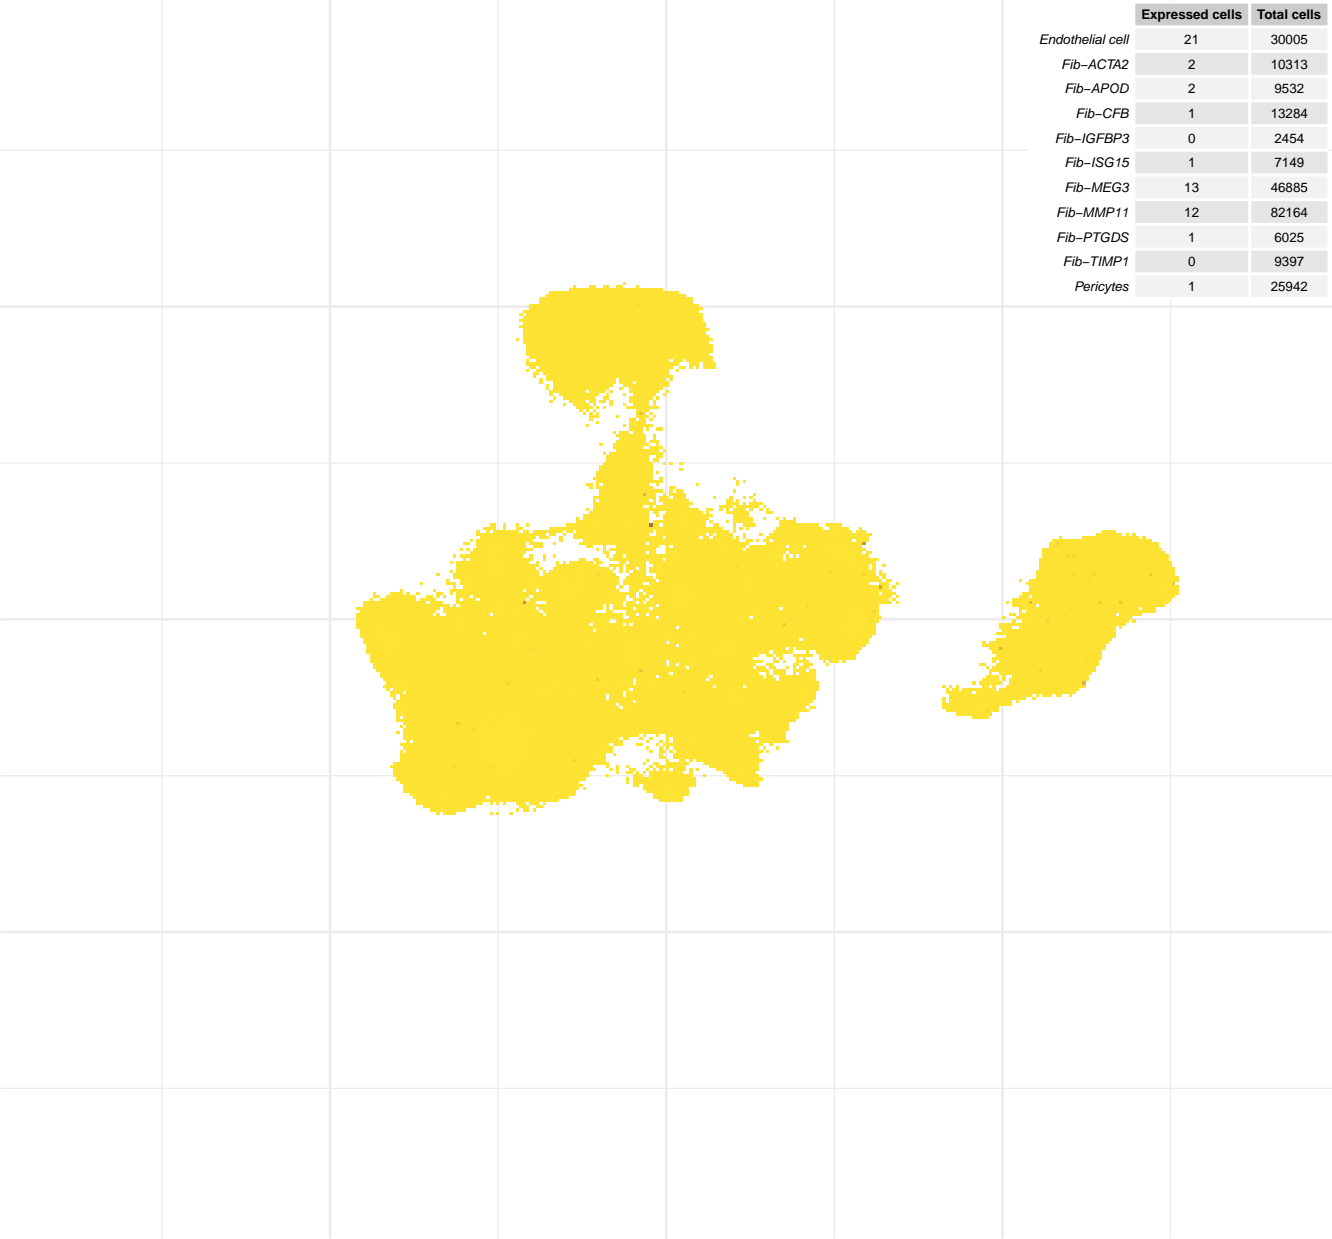 Expressed cells Total cells
Endothelial cell 21 30005
Fib−ACTA2 2 10313
Fib−APOD 2 9532
Fib−CFB 1 13284
Fib−IGFBP3 0 2454
Fib−ISG15 1 7149
Fib−MEG3 13 46885
Fib−MMP11 12 82164
Fib−PTGDS 1 6025
Fib−TIMP1 0 9397
Pericytes 1 25942